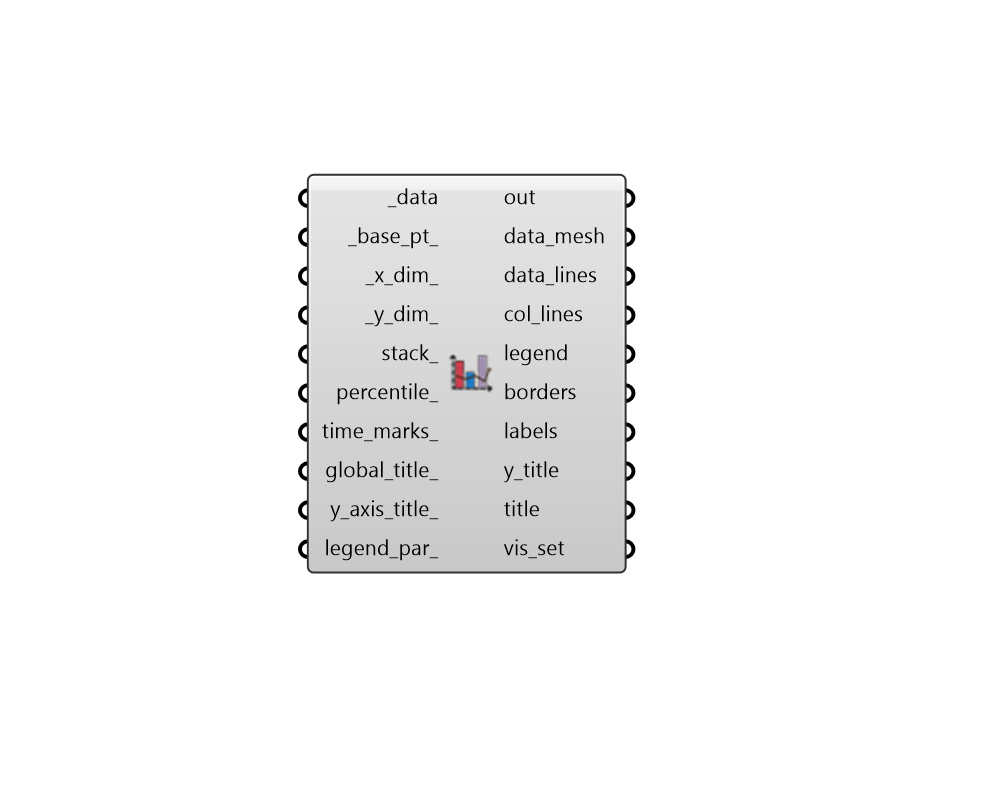 _data out
_base_pt_ data_mesh
_x_dim_ data_lines
_y_dim_ col_lines
stack_ legend
percentile_ borders
time_marks_ labels
global_title_ y_title
y_axis_title_ title
legend_par_ vis_set